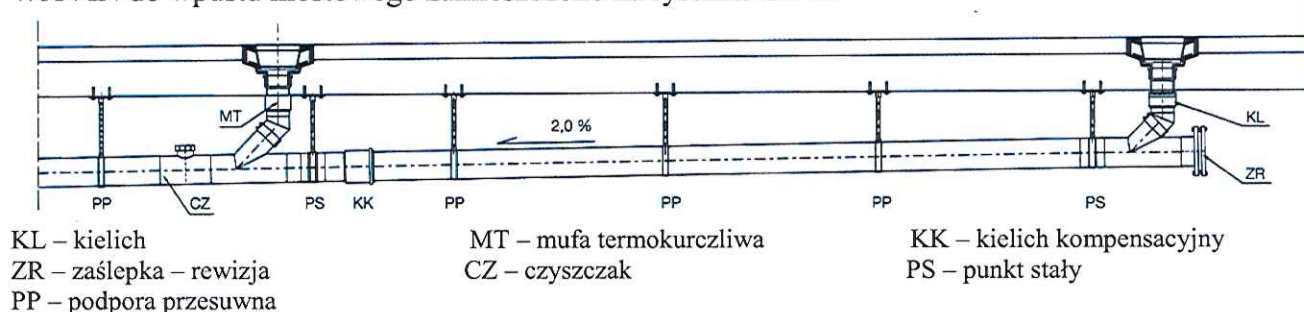 MT
2,0 %
KL
ZR
PP CZ PS KK PP PP PP PS
KL – kielich MT – mufa termokurczliwa KK – kielich kompensacyjny
ZR – zaślepka – rewizja CZ – czyszczak PS – punkt stały
PP – podpora przesuwna